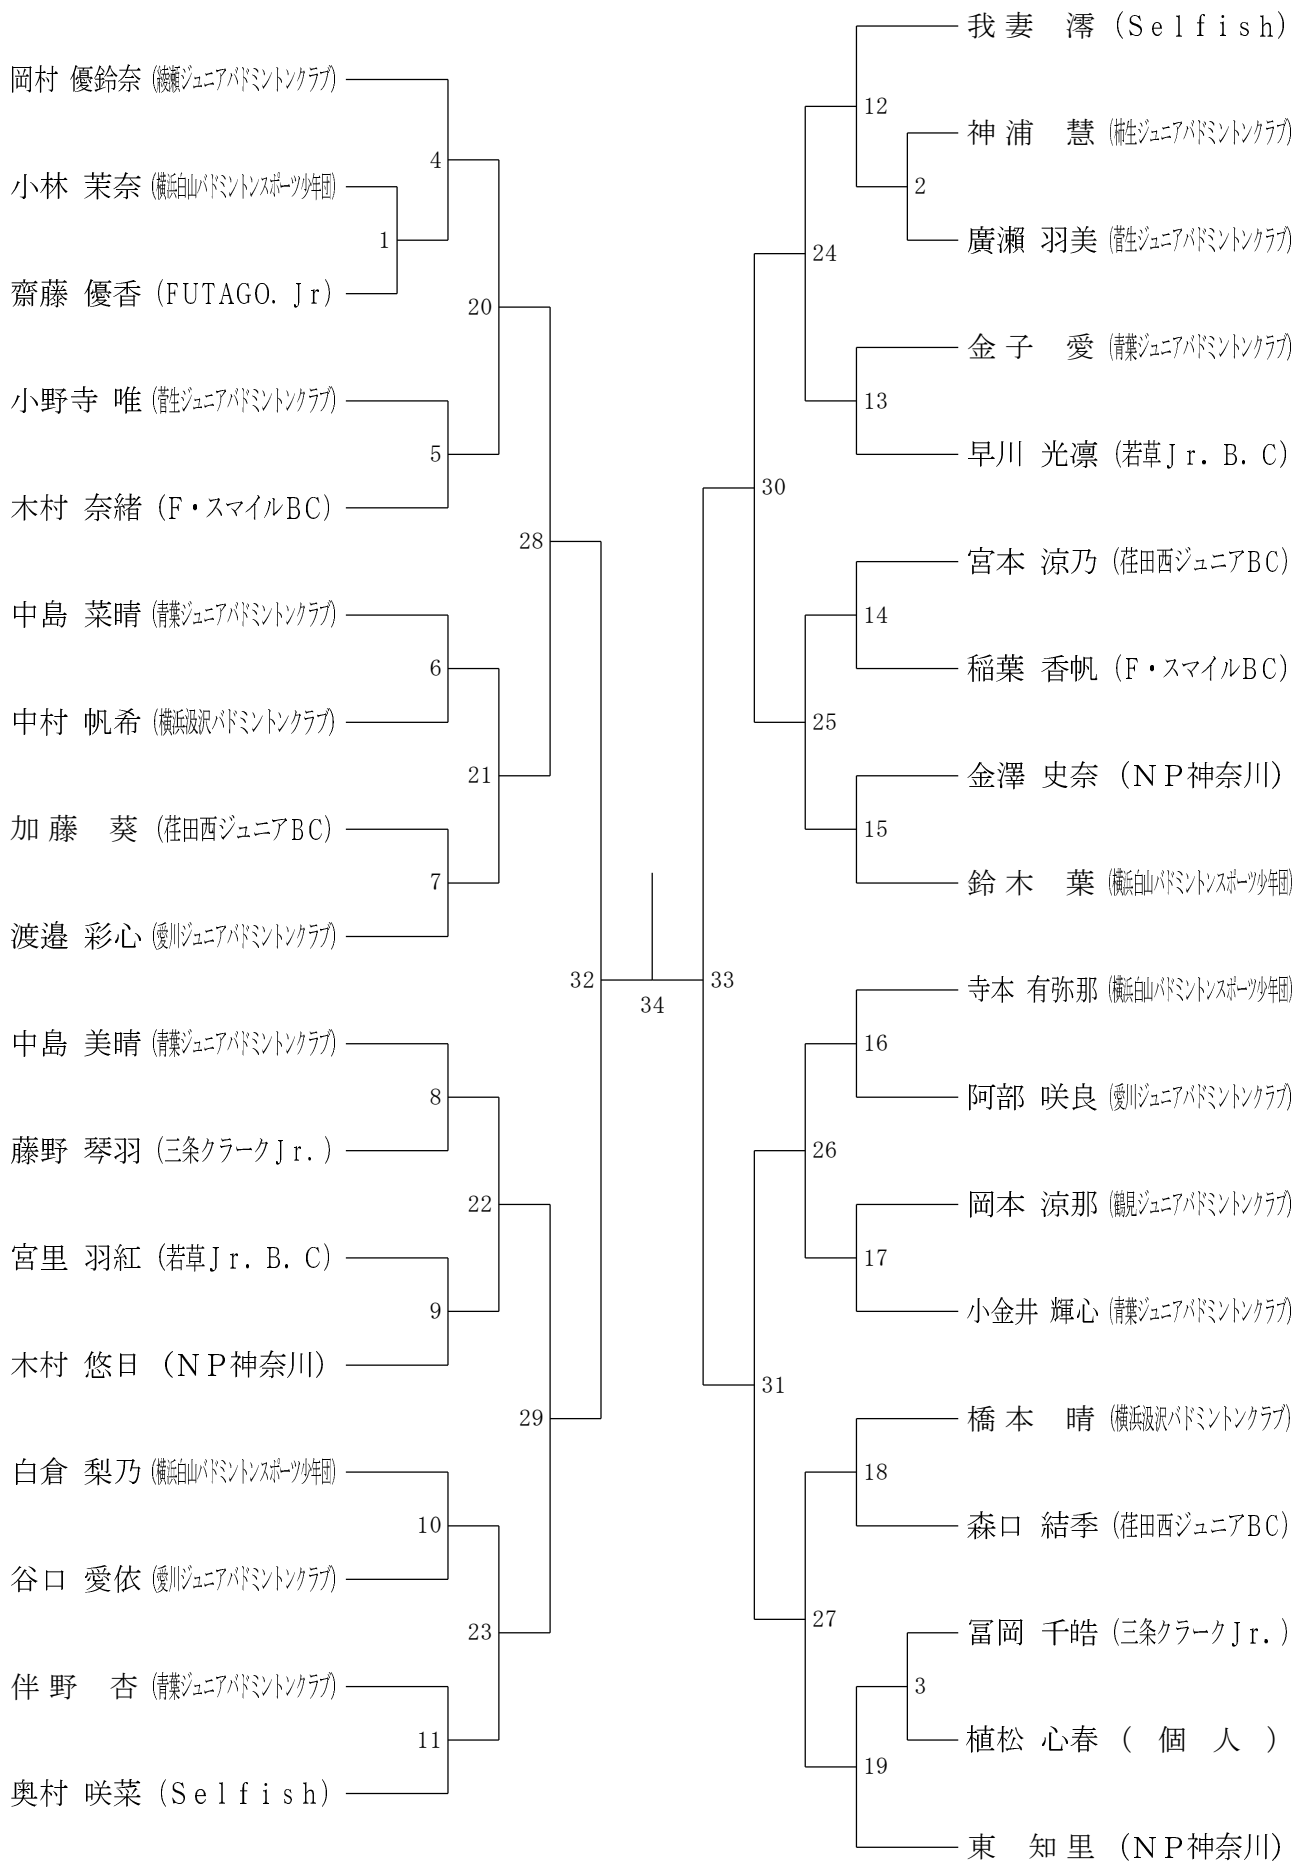 岡村 優鈴奈 (綾瀬ジュニアバドミントンクラブ)
4
小林 茉奈 (横浜白山バドミントンスポーツ少年団)
1
齋藤 優香 (FUTAGO. Jr)
20
小野寺 唯 (菅生ジュニアバドミントンクラブ)
5
木村 奈緒 (F・スマイルBC)
28
中島 菜晴 (青葉ジュニアバドミントンクラブ)
6
中村 帆希 (横浜汲沢バドミントンクラブ)
21
加藤 葵 (荏田西ジュニアBC)
7
渡邉 彩心 (愛川ジュニアバドミントンクラブ)
32
中島 美晴 (青葉ジュニアバドミントンクラブ)
8
藤野 琴羽 (三条クラークJr.)
22
宮里 羽紅 (若草Jr. B. C)
9
木村 悠日 (NP神奈川)
29
白倉 梨乃 (横浜白山バドミントンスポーツ少年団)
10
谷口 愛依 (愛川ジュニアバドミントンクラブ)
23
伴野 杏 (青葉ジュニアバドミントンクラブ)
11
奥村 咲菜 (Selfish)
34
我妻 澪 (Selfish)
12
神浦 慧 (柿生ジュニアバドミントンクラブ)
2
廣瀬 羽美 (菅生ジュニアバドミントンクラブ)
24
金子 愛 (青葉ジュニアバドミントンクラブ)
13
早川 光凛 (若草Jr. B. C)
30
宮本 涼乃 (荏田西ジュニアBC)
14
稲葉 香帆 (F・スマイルBC)
25
金澤 史奈 (NP神奈川)
15
鈴木 葉 (横浜白山バドミントンスポーツ少年団)
33
寺本 有弥那 (横浜白山バドミントンスポーツ少年団)
16
阿部 咲良 (愛川ジュニアバドミントンクラブ)
26
岡本 涼那 (鶴見ジュニアバドミントンクラブ)
17
小金井 輝心 (青葉ジュニアバドミントンクラブ)
31
橋本 晴 (横浜汲沢バドミントンクラブ)
18
森口 結季 (荏田西ジュニアBC)
27
冨岡 千皓 (三条クラークJr.)
3
植松 心春 (個人)
19
東 知里 (NP神奈川)